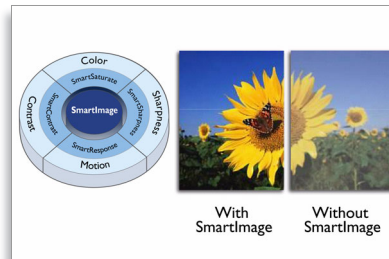 Color
SmartSaturate
Contrast
SmartContrast
SmartImage
SmartSharpness
Sharpness
SmartResponse
Motion
With
SmartImage
Without
SmartImage